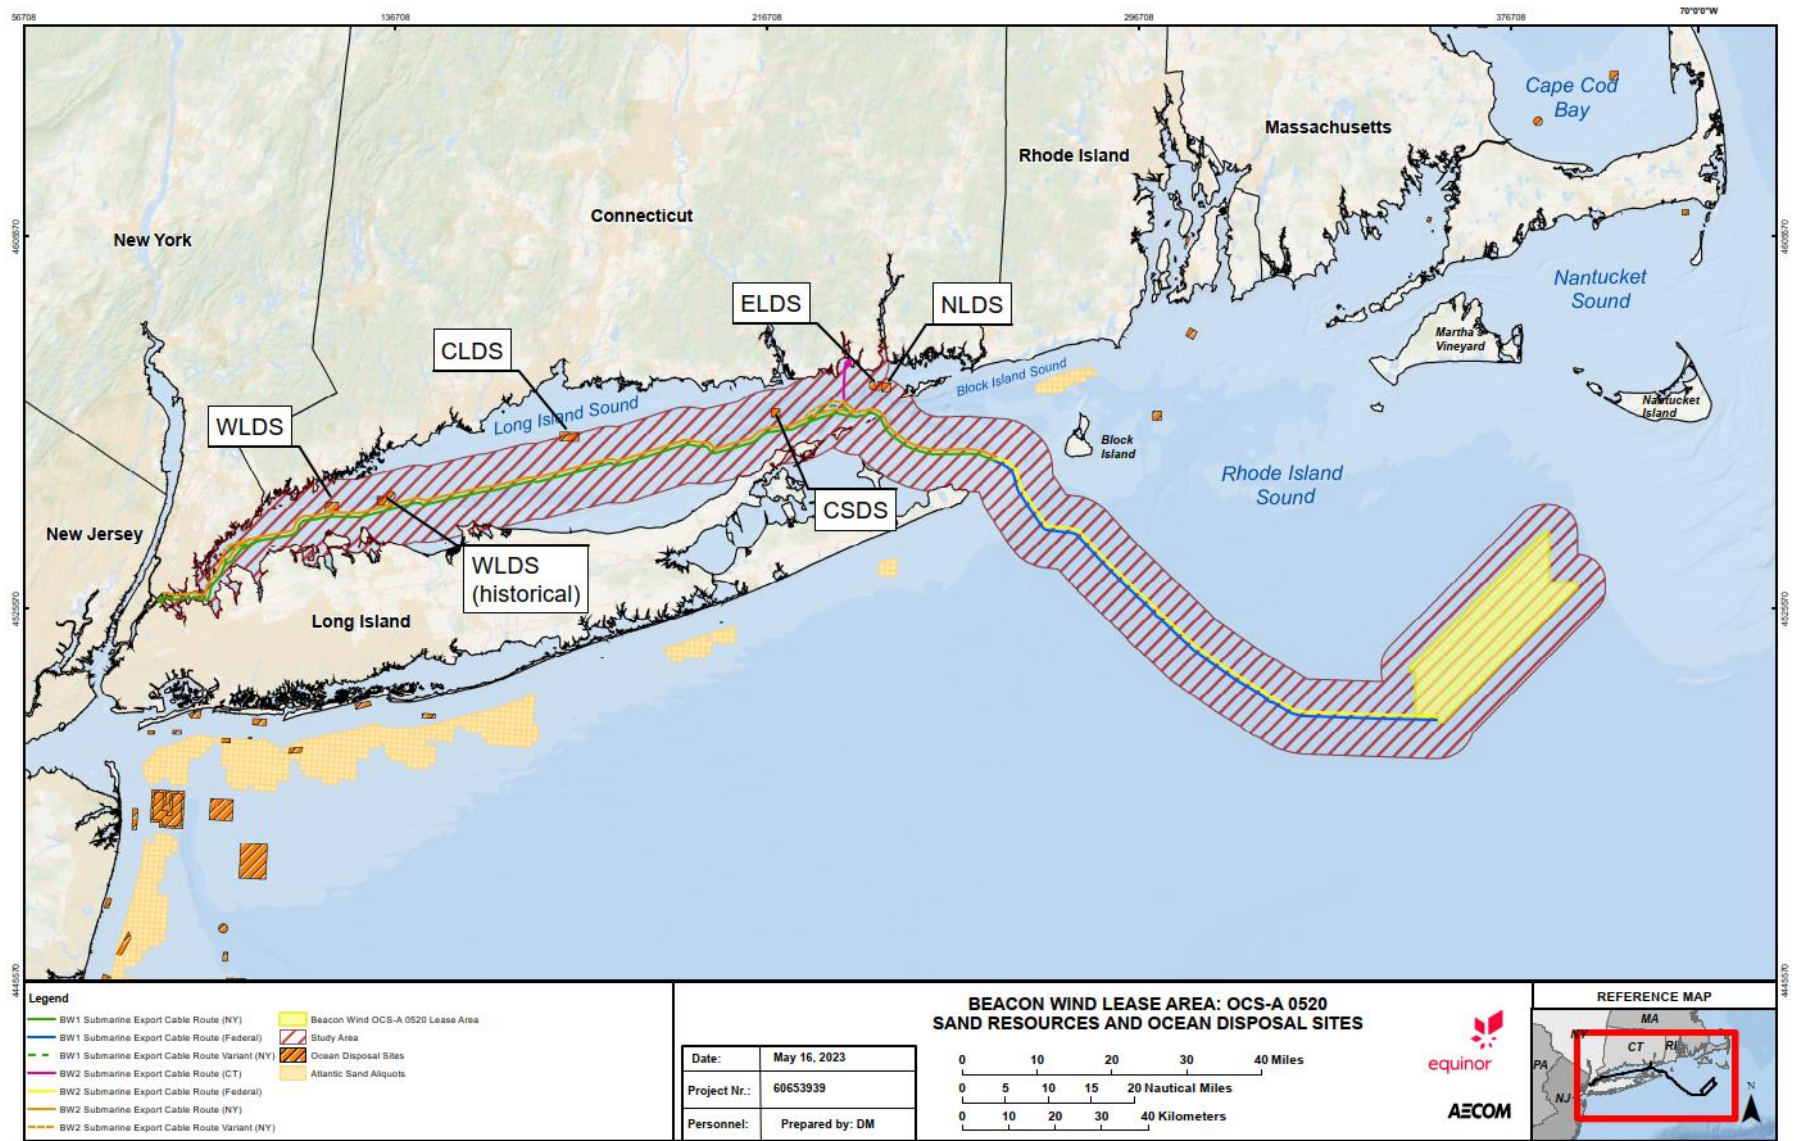 56708
136708
216708
296708
376708
70°0'0"W
Cape Cod
Bay
Massachusetts
Rhode Island
Connecticut
New York
4605570
4605570
Nantucket
Sound
ELDS
NLDS
CLDS
Martha's
Vineyard
Block Island Sound
Long Island Sound
Nantucket
Island
WLDS
Block
Island
Rhode Island
Sound
CSDS
New Jersey
WLDS
(historical)
4525570
4525570
Long Island
4445570
4445570
Legend
BW1 Submarine Export Cable Route (NY)
BW1 Submarine Export Cable Route (Federal)
BW1 Submarine Export Cable Route Variant (NY)
BW2 Submarine Export Cable Route (CT)
BW2 Submarine Export Cable Route (Federal)
BW2 Submarine Export Cable Route (NY)
BW2 Submarine Export Cable Route Variant (NY)
Beacon Wind OCS-A 0520 Lease Area
Study Area
Ocean Disposal Sites
Atlantic Sand Aliquots
BEACON WIND LEASE AREA: OCS-A 0520
SAND RESOURCES AND OCEAN DISPOSAL SITES
Date: May 16, 2023
Project Nr.: 60653939
Personnel: Prepared by: DM
0 10 20 30 40 Miles
0 5 10 15 20 Nautical Miles
0 10 20 30 40 Kilometers
equinor
AECOM
REFERENCE MAP
MA
NY
CT
RI
PA
NJ
N